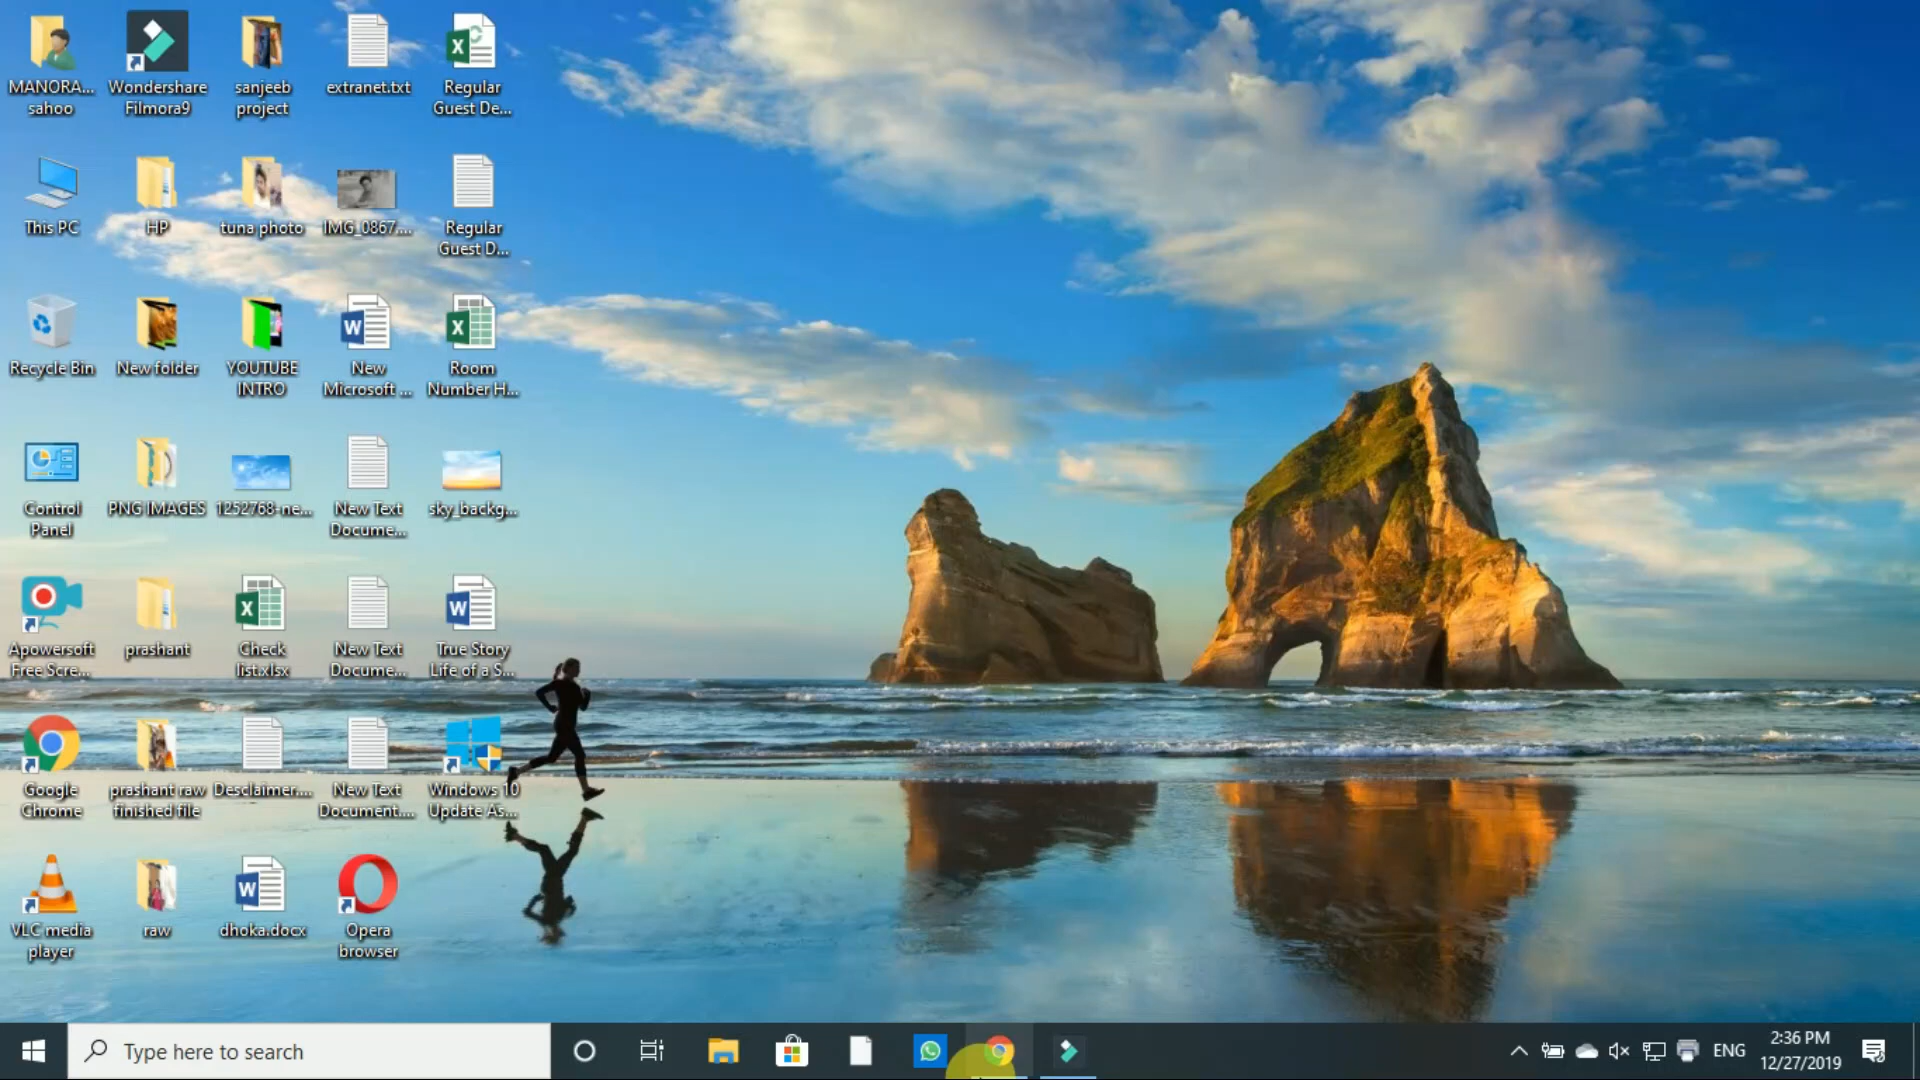 MANORA...
sahoo
Wondershare
Filmora9
sanjeeb
project
extranet.txt
Regular
Guest De...
This PC
HP
tuna photo
IMG_0867....
Regular
Guest D...
Recycle Bin
New folder
YOUTUBE
INTRO
New
Microsoft ...
Room
Number H...
Control
Panel
PNG IMAGES
1252768-ne...
New Text
Docume...
sky_backg...
Apowersoft
Free Scre...
prashant
Check
list.xlsx
New Text
Docume...
True Story
Life of a S...
Google
Chrome
prashant raw
finished file
Desclaimer....
New Text
Document....
Windows 10
Update As...
VLC media
player
raw
dhoka.docx
Opera
browser
Type here to search
ENG
2:36 PM
12/27/2019